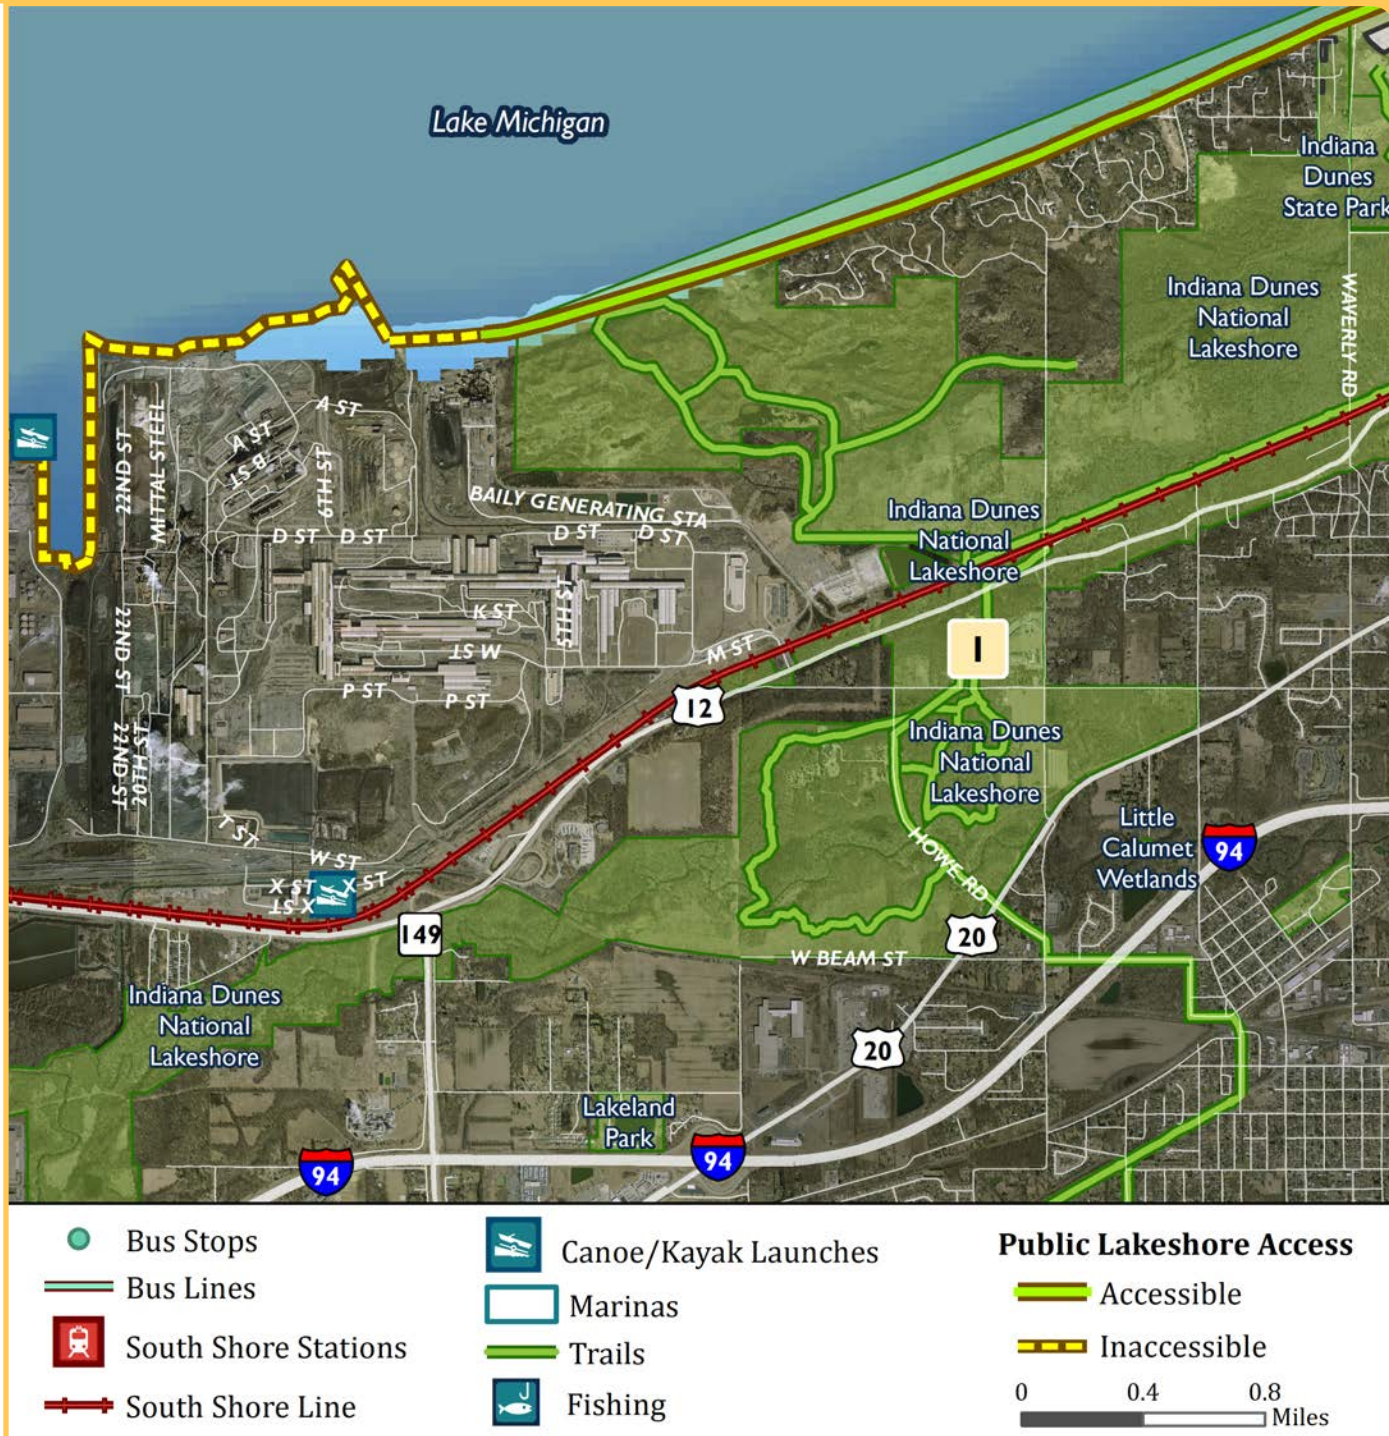 Lake Michigan
Indiana
Dunes
State Park
Indiana Dunes
National
Lakeshore
WAVERLY RD
A ST
A ST
B ST
6TH ST
22ND ST
MITTAL STEEL
BAILY GENERATING STA
D ST
D ST
D ST
D ST
Indiana Dunes
National
Lakeshore
K ST
5TH ST
22ND ST
W ST
M ST
I
P ST
P ST
12
22ND ST
20TH ST
Indiana Dunes
National
Lakeshore
T ST
W ST
HOWE RD
Little
Calumet
Wetlands
94
X ST
X ST
X ST
149
20
W BEAM ST
Indiana Dunes
National
Lakeshore
20
Lakeland
Park
94
94
Bus Stops
Bus Lines
South Shore Stations
South Shore Line
Canoe/Kayak Launches
Marinas
Trails
Fishing
Public Lakeshore Access
Accessible
Inaccessible
0 0.4 0.8
Miles